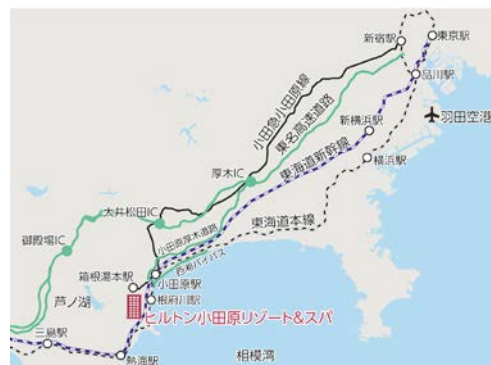 新宿駅
東京駅
品川駅
小田急小田原線
東名高速道路
新横浜駅
羽田空港
東海道新幹線
横浜駅
厚木IC
大井松田IC
東海道本線
小田原厚木道路
御殿場IC
西湘バイパス
箱根湯本駅
小田原駅
芦ノ湖
根府川駅
ヒルトン小田原リゾート&スパ
三島駅
熱海駅
相模湾